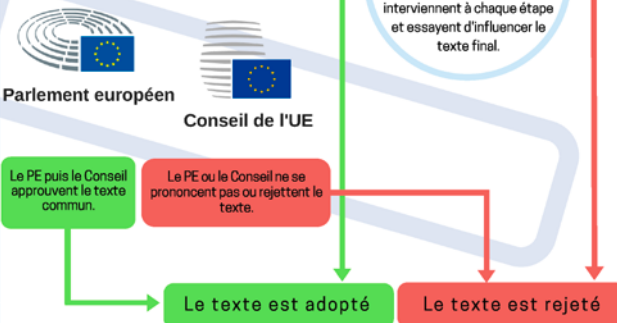 interviennent à chaque étape
et essayent d'influencer le
texte final.
Parlement européen
Conseil de l'UE
Le PE puis le Conseil
approuvent le texte
commun.
Le PE ou le Conseil ne se
prononcent pas ou rejettent le
texte.
Le texte est adopté
Le texte est rejeté